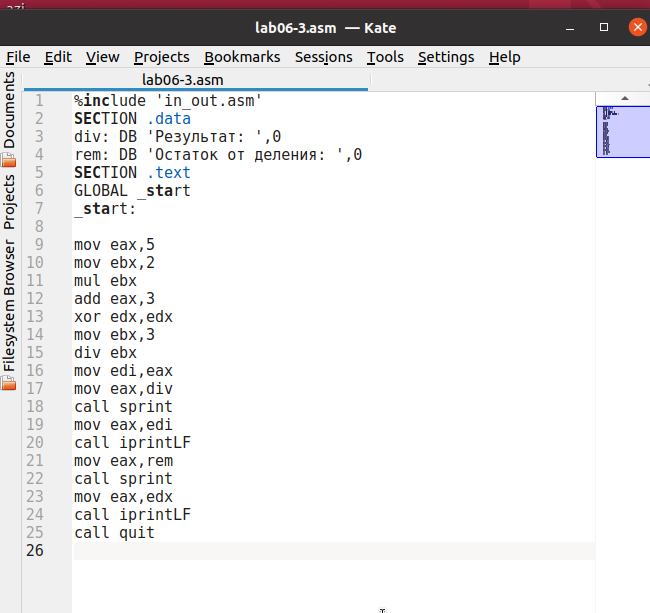 lab06-3.asm — Kate
File Edit View Projects Bookmarks Sessions Tools Settings Help
lab06-3.asm
Documents
Projects
Filesystem Browser
1 %include 'in_out.asm'
2 SECTION .data
3 div: DB 'Результат: ',0
4 rem: DB 'Остаток от деления: ',0
5 SECTION .text
6 GLOBAL _start
7 _start:
8
9 mov eax,5
10 mov ebx,2
11 mul ebx
12 add eax,3
13 xor edx,edx
14 mov ebx,3
15 div ebx
16 mov edi,eax
17 mov eax,div
18 call sprint
19 mov eax,edi
20 call iprintLF
21 mov eax,rem
22 call sprint
23 mov eax,edx
24 call iprintLF
25 call quit
26